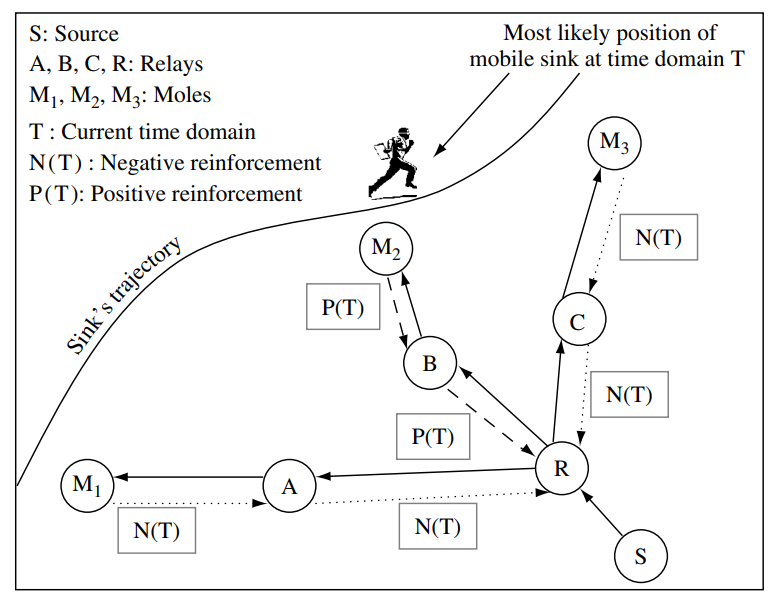 S: Source
A, B, C, R: Relays
M₁, M₂, M₃: Moles
T : Current time domain
N(T) : Negative reinforcement
P(T): Positive reinforcement
Most likely position of
mobile sink at time domain T
Sink's trajectory
M₃
N(T)
M₂
P(T)
C
B
N(T)
P(T)
R
M₁
A
N(T)
N(T)
S